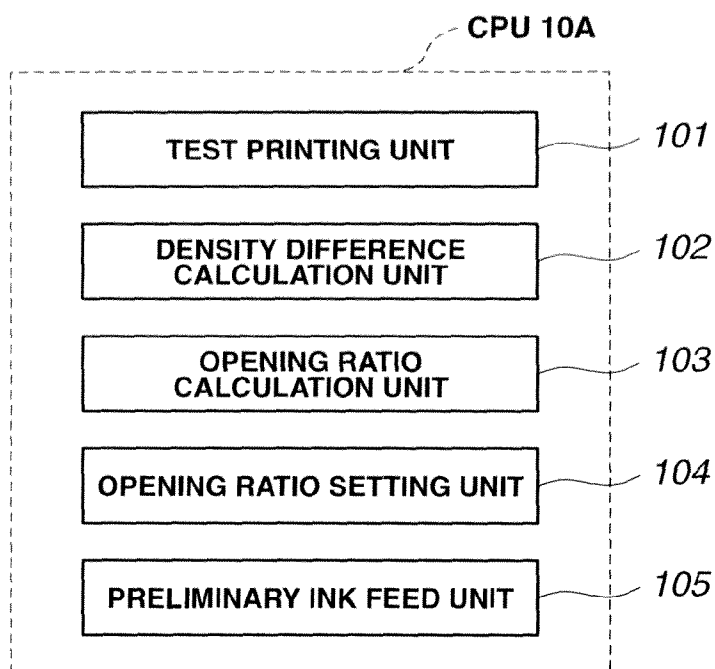 CPU 10A
TEST PRINTING UNIT
101
DENSITY DIFFERENCE
CALCULATION UNIT
102
OPENING RATIO
CALCULATION UNIT
103
OPENING RATIO SETTING UNIT
104
PRELIMINARY INK FEED UNIT
105